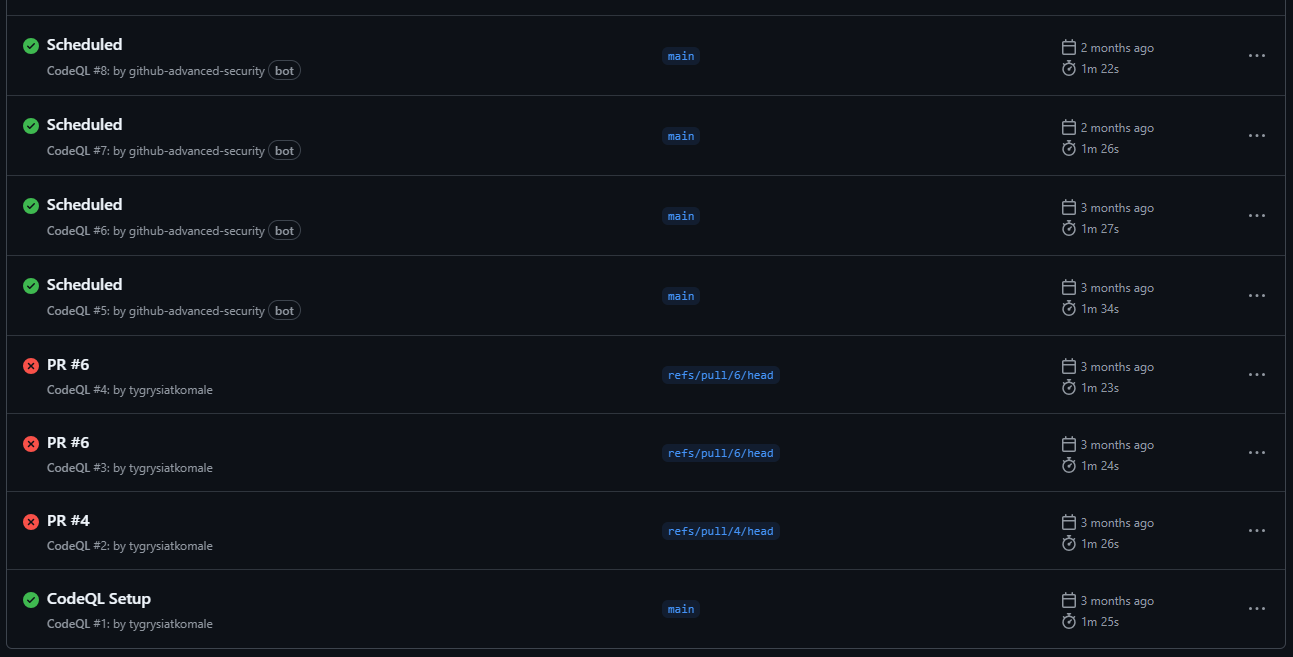 Scheduled
CodeQL #8: by github-advanced-security bot
main
2 months ago
1m 22s
Scheduled
CodeQL #7: by github-advanced-security bot
main
2 months ago
1m 26s
Scheduled
CodeQL #6: by github-advanced-security bot
main
3 months ago
1m 27s
Scheduled
CodeQL #5: by github-advanced-security bot
main
3 months ago
1m 34s
PR #6
CodeQL #4: by tygrysiatkomale
refs/pull/6/head
3 months ago
1m 23s
PR #6
CodeQL #3: by tygrysiatkomale
refs/pull/6/head
3 months ago
1m 24s
PR #4
CodeQL #2: by tygrysiatkomale
refs/pull/4/head
3 months ago
1m 26s
CodeQL Setup
CodeQL #1: by tygrysiatkomale
main
3 months ago
1m 25s